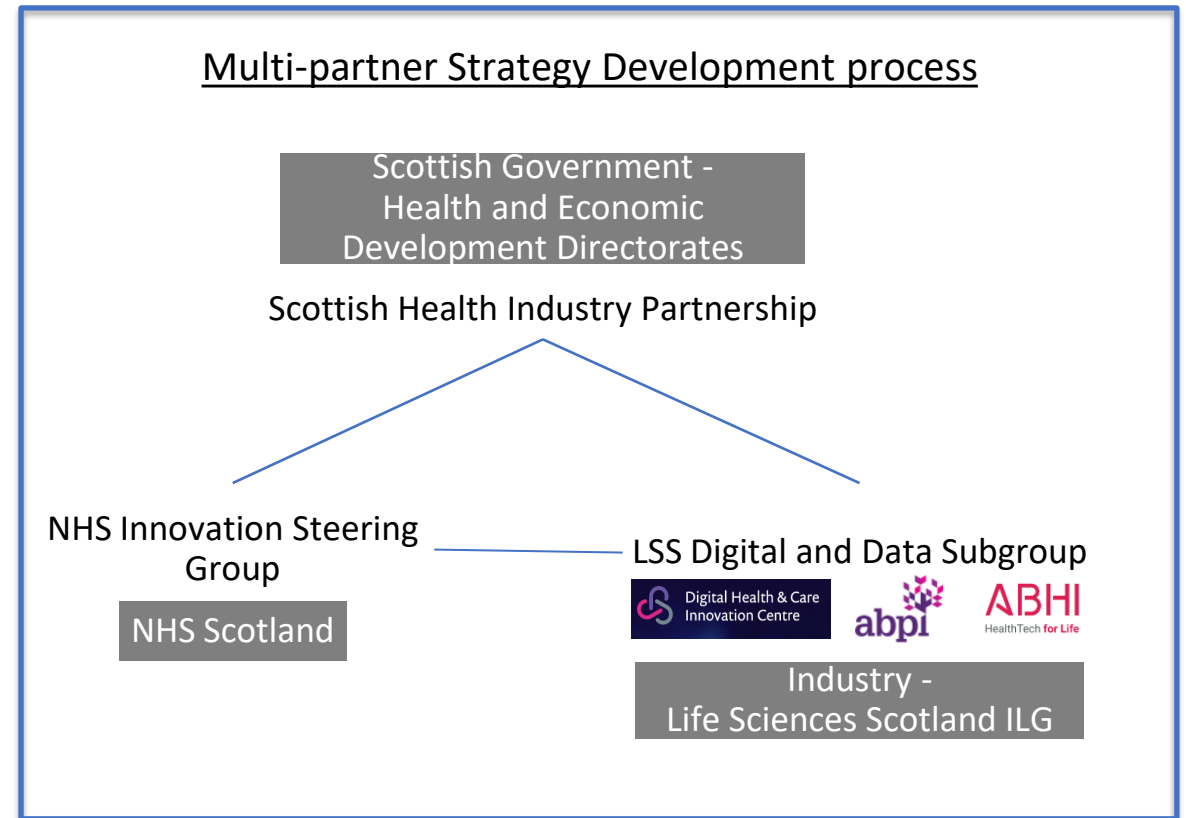 Multi-partner Strategy Development process
Scottish Government -
Health and Economic
Development Directorates
Scottish Health Industry Partnership
NHS Innovation Steering
Group
NHS Scotland
LSS Digital and Data Subgroup
Digital Health & Care
Innovation Centre
abpi
ABHI
HealthTech for Life
Industry -
Life Sciences Scotland ILG